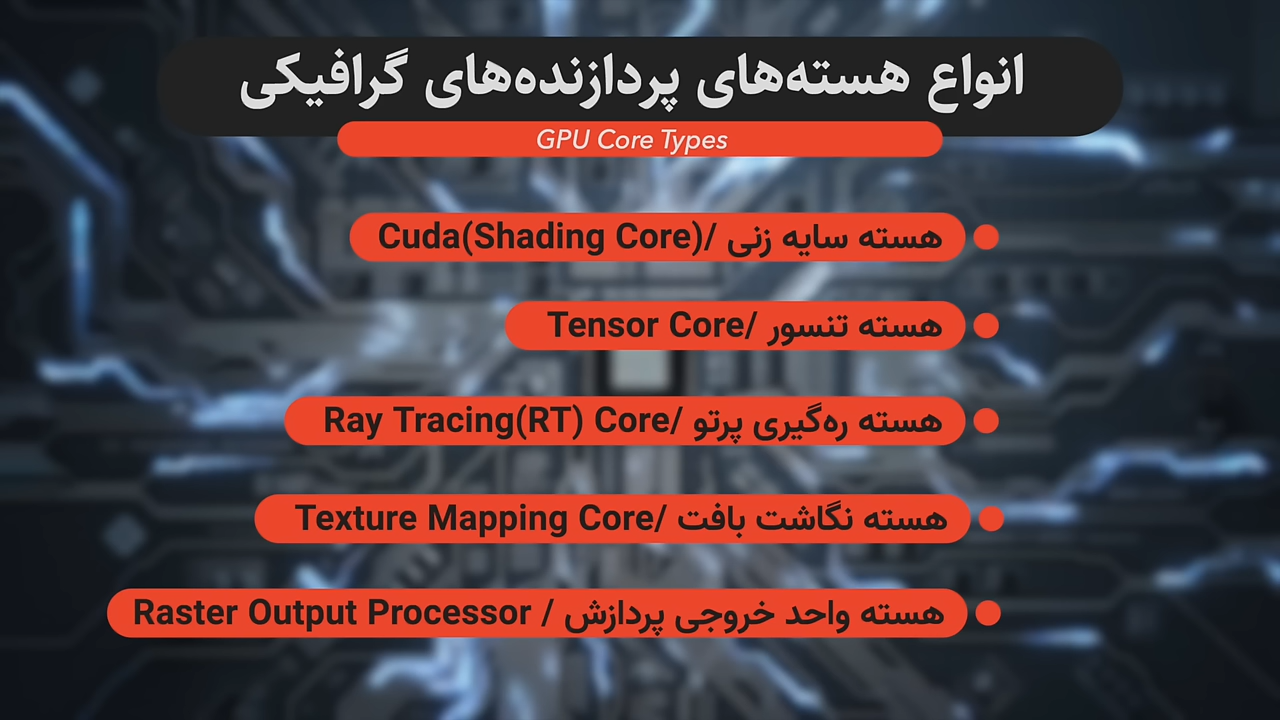 انواع هسته‌های پردازنده‌های گرافیکی
GPU Core Types
هسته سایه زنی /Cuda(Shading Core)
هسته تنسور /Tensor Core
هسته ره‌گیری پرتو /Ray Tracing(RT) Core
هسته نگاشت بافت /Texture Mapping Core
هسته واحد خروجی پردازش / Raster Output Processor